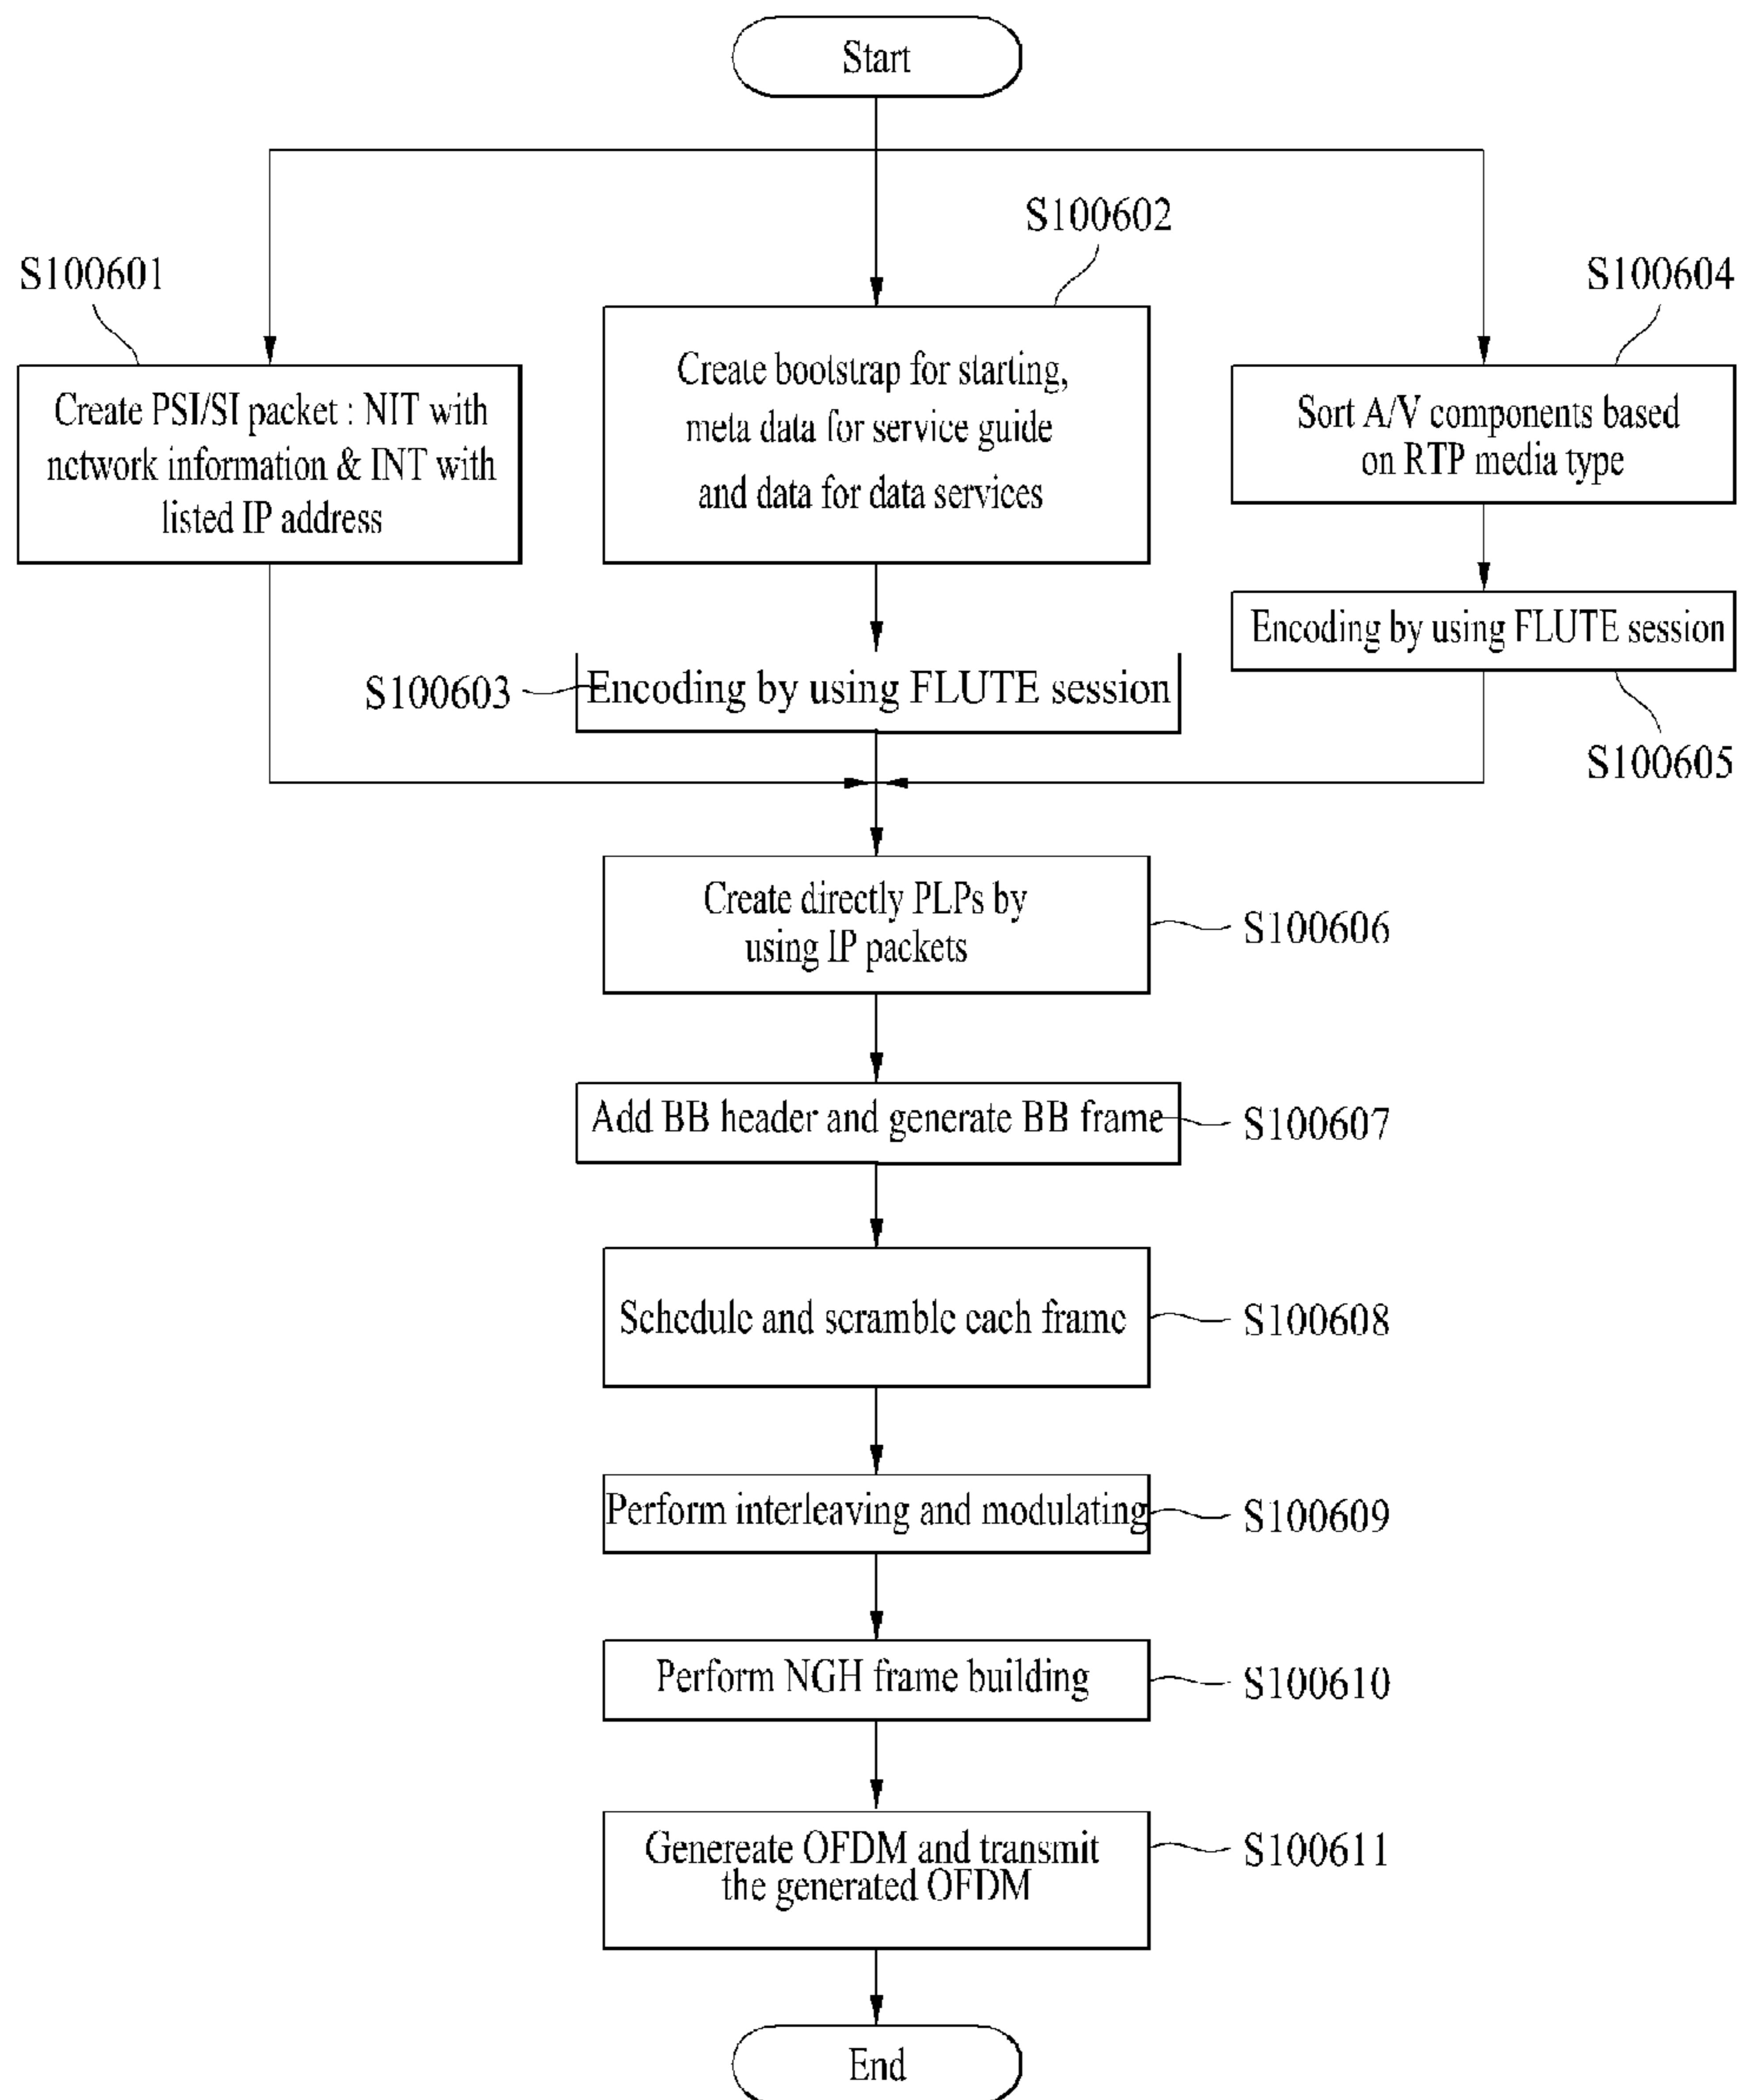 Start
S100602
S100601
S100604
Create PSI/SI packet : NIT with
nctwork information & INT with
listed IP address
Create bootstrap for starting,
meta data for service guide
and data for data services
Sort A/V components based
on RTP media type
Encoding by using FLUTE session
S100603
Encoding by using FLUTE session
S100605
Create directly PLPs by
using IP packets
S100606
Add BB header and generate BB frame
S100607
Schedule and scramble each frame
S100608
Perform interleaving and modulating
S100609
Perform NGH frame building
S100610
Genereate OFDM and transmit
the generated OFDM
S100611
End